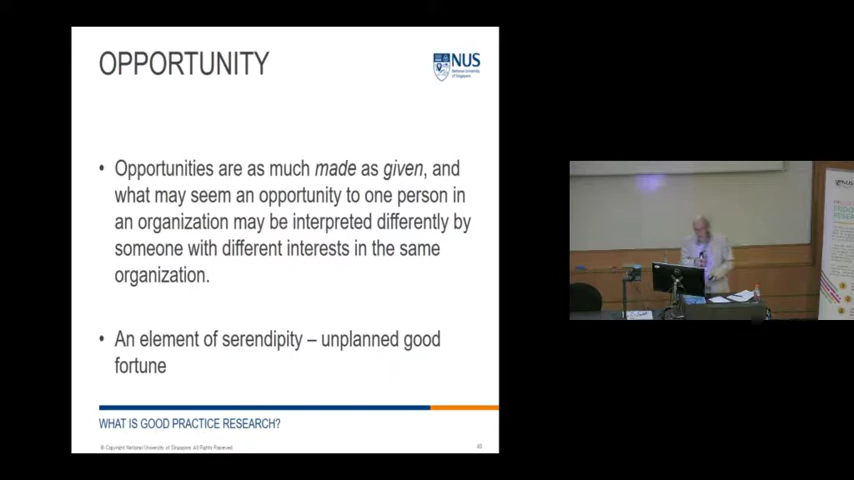 OPPORTUNITY
NUS
National University
of Singapore
• Opportunities are as much made as given, and
what may seem an opportunity to one person in
an organization may be interpreted differently by
someone with different interests in the same
organization.
• An element of serendipity – unplanned good
fortune
WHAT IS GOOD PRACTICE RESEARCH?
© Copyright National University of Singapore. All Rights Reserved.